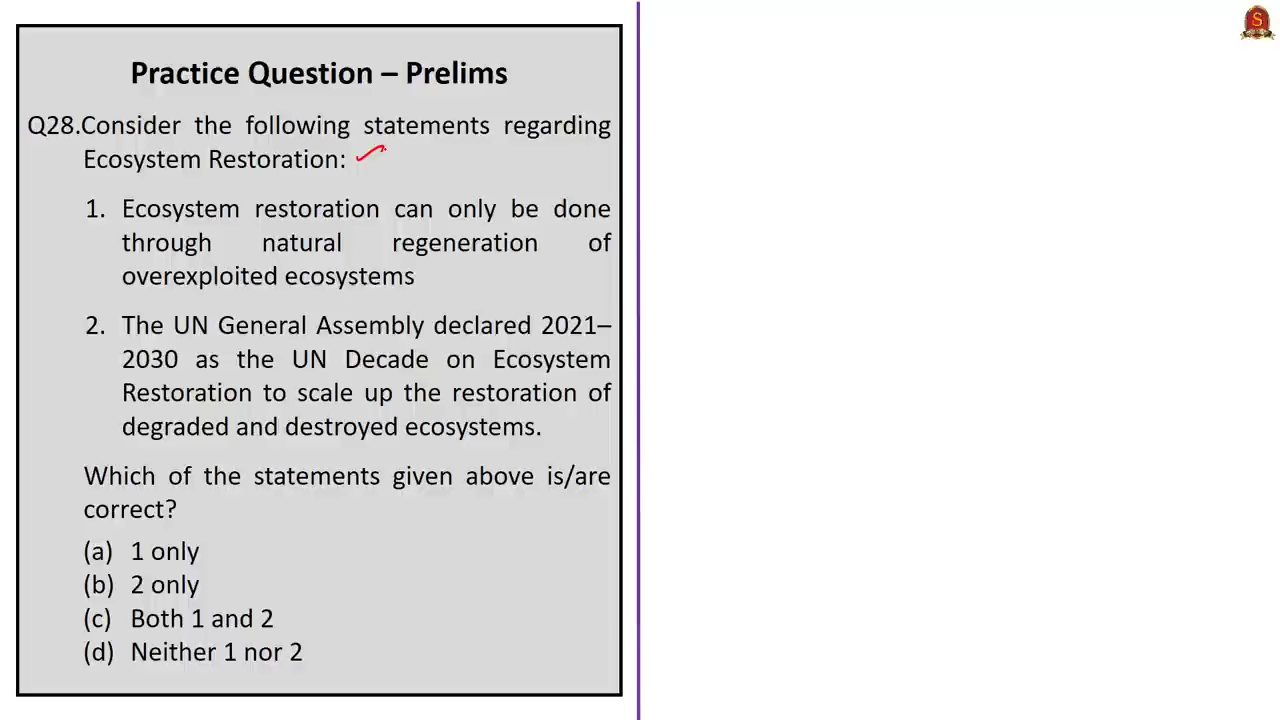 Practice Question – Prelims
Q28.Consider the following statements regarding
Ecosystem Restoration:
1. Ecosystem restoration can only be done
through natural regeneration of
overexploited ecosystems
2. The UN General Assembly declared 2021–
2030 as the UN Decade on Ecosystem
Restoration to scale up the restoration of
degraded and destroyed ecosystems.
Which of the statements given above is/are
correct?
(a) 1 only
(b) 2 only
(c) Both 1 and 2
(d) Neither 1 nor 2
S